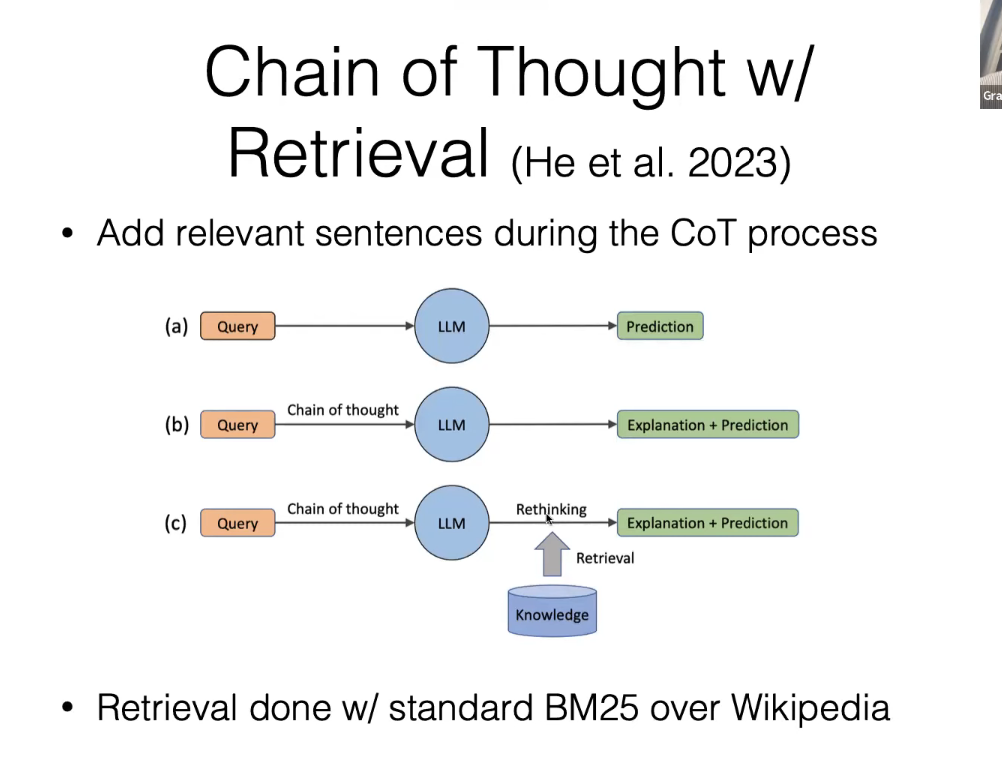 Chain of Thought w/
Retrieval (He et al. 2023)
Gra
• Add relevant sentences during the CoT process
(a) Query LLM Prediction
(b) Query Chain of thought LLM Explanation + Prediction
(c) Query Chain of thought LLM Rethinking Explanation + Prediction
Retrieval
Knowledge
• Retrieval done w/ standard BM25 over Wikipedia